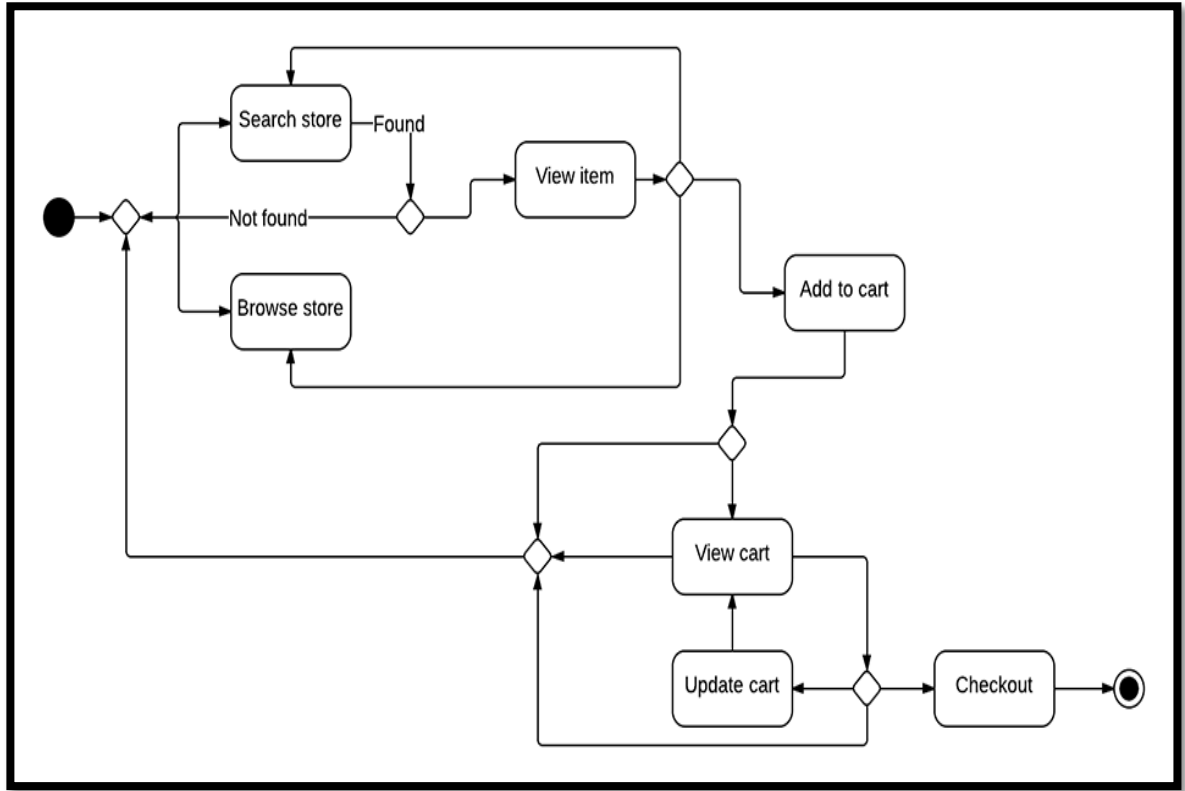 Search store
Found
View item
Not found
Add to cart
Browse store
View cart
Update cart
Checkout